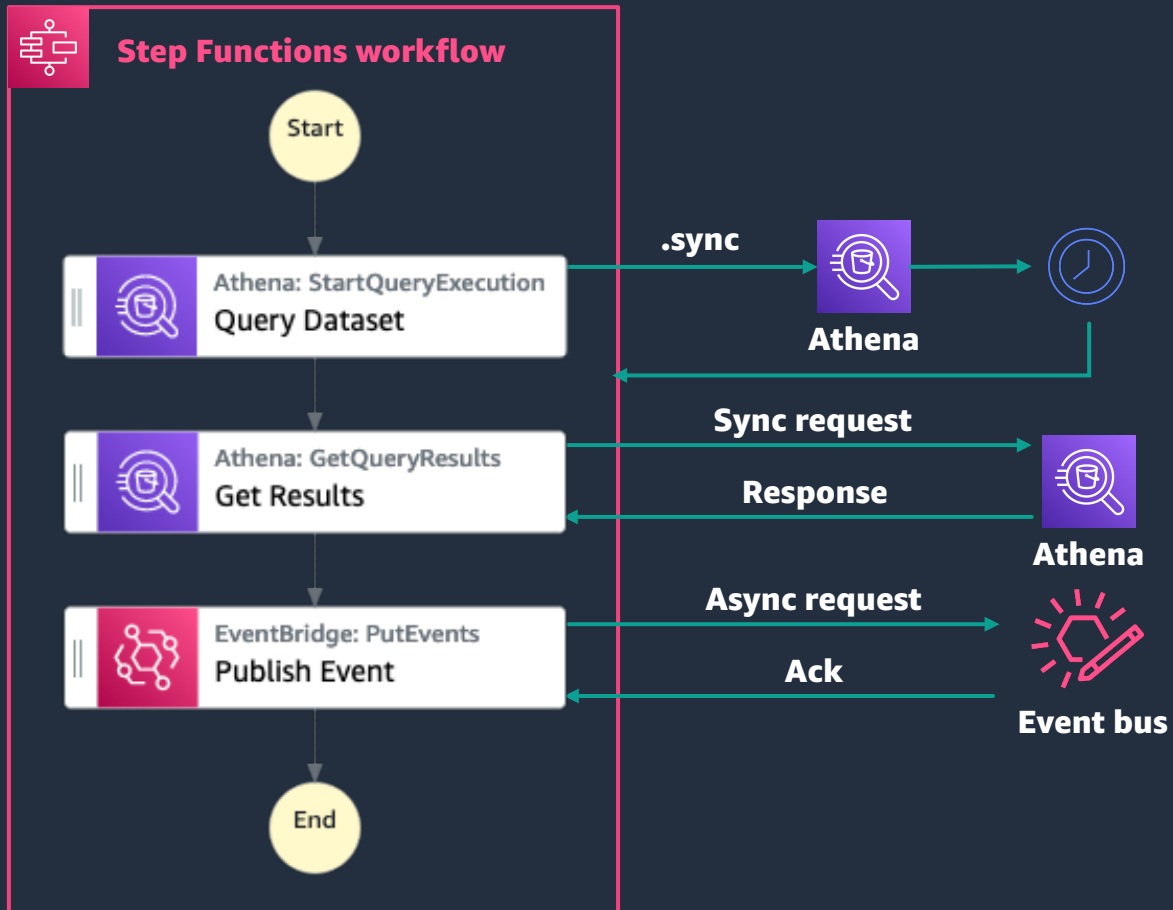 Step Functions workflow
Start
.sync
Athena: StartQueryExecution
Query Dataset
Athena
Sync request
Athena: GetQueryResults
Get Results
Response
Athena
Async request
EventBridge: PutEvents
Publish Event
Ack
Event bus
End